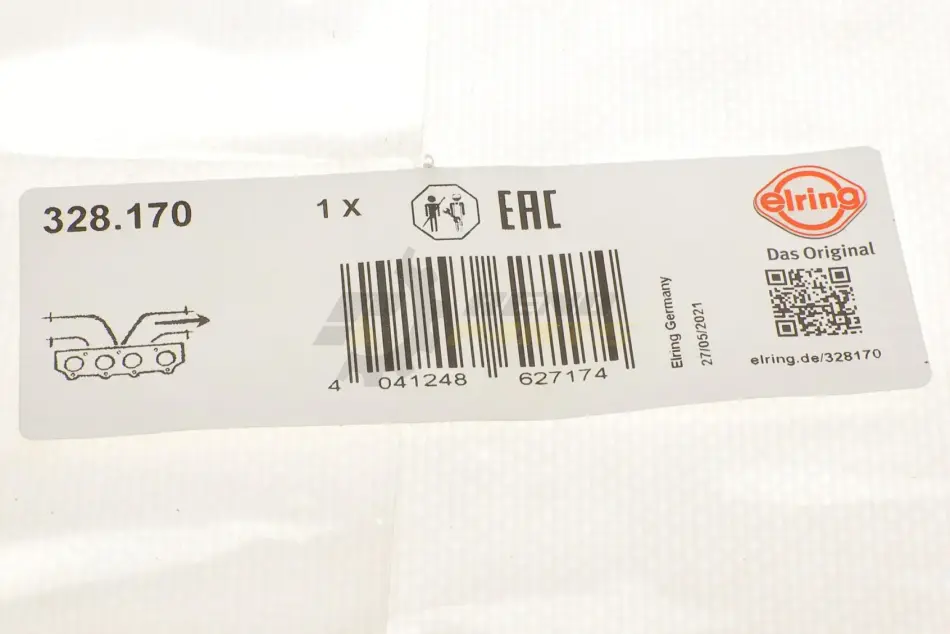 328.170
1 X
EAC
elring
Das Original
4 041248 627174
Elring Germany
27/05/2021
elring.de/328170